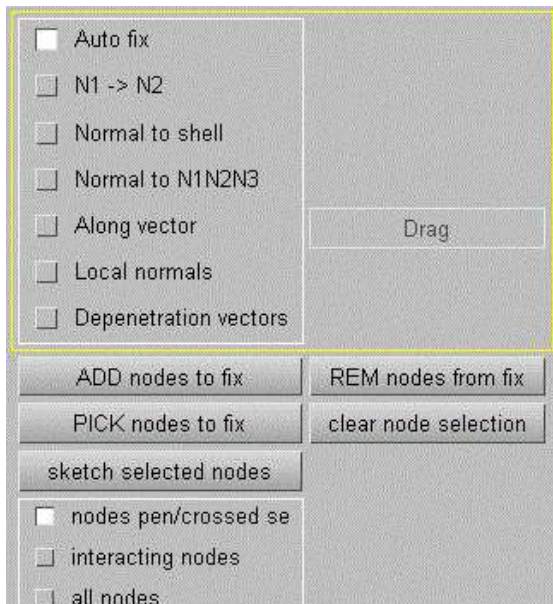 Auto fix
N1 -> N2
Normal to shell
Normal to N1N2N3
Along vector
Drag
Local normals
Depenetration vectors
ADD nodes to fix
REM nodes from fix
PICK nodes to fix
clear node selection
sketch selected nodes
nodes pen/crossed se
interacting nodes
all nodes